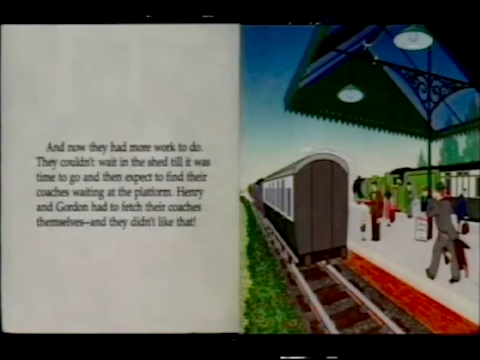 And now they had more work to do.
They couldn't wait in the shed till it was
time to go and then expect to find their
coaches waiting at the platform. Henry
and Gordon had to fetch their coaches
themselves—and they didn't like that!